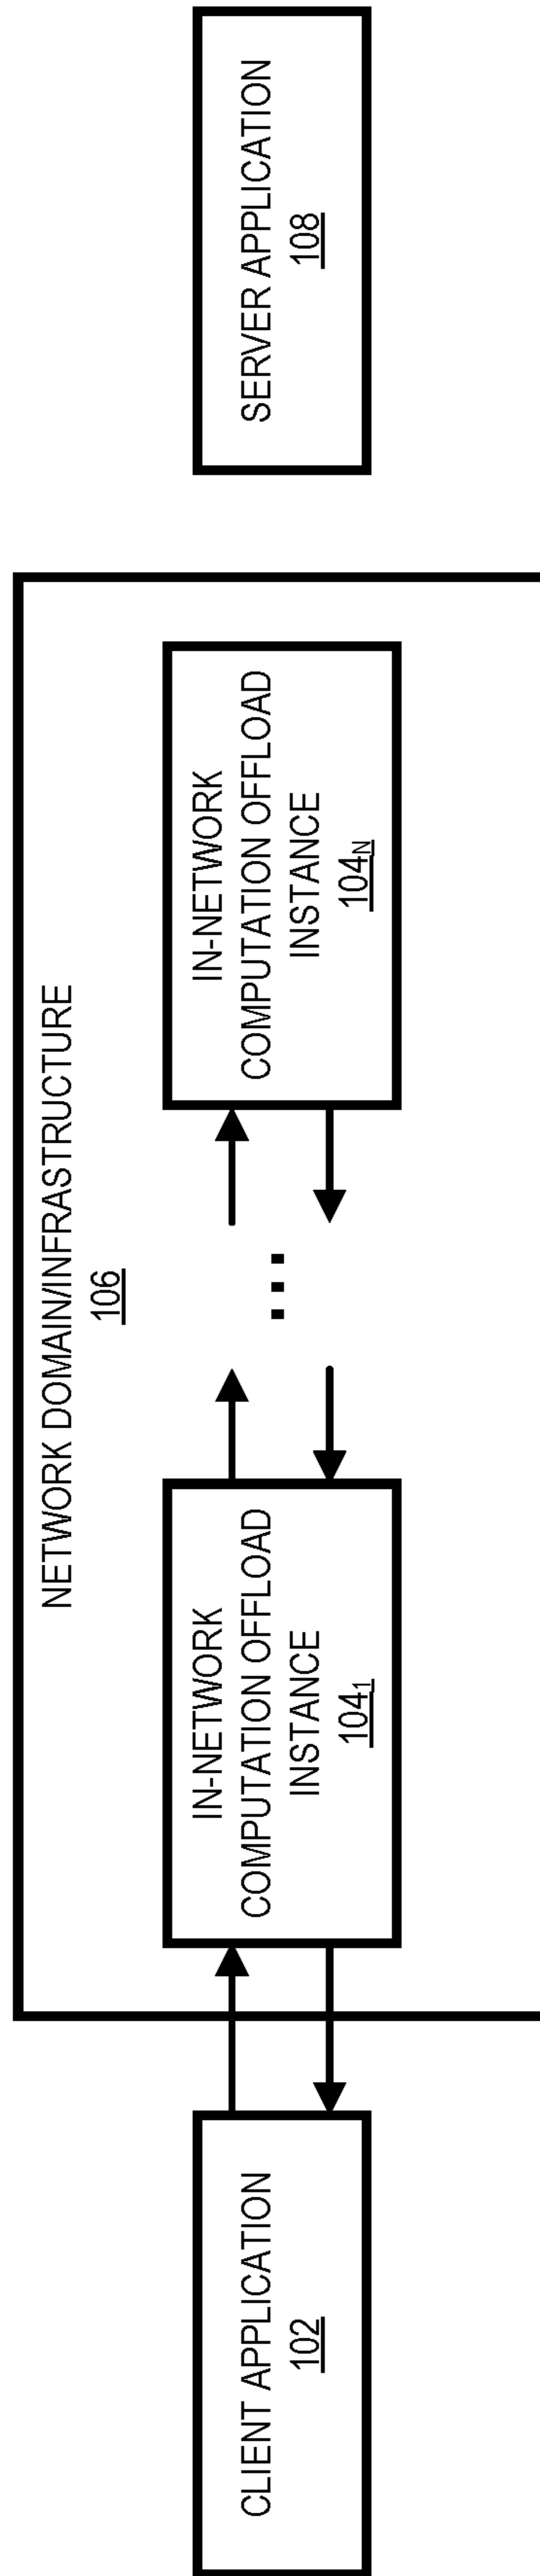 NETWORK DOMAIN/INFRASTRUCTURE
106
CLIENT APPLICATION
102
IN-NETWORK
COMPUTATION OFFLOAD
INSTANCE
104₁
IN-NETWORK
COMPUTATION OFFLOAD
INSTANCE
104_N
SERVER APPLICATION
108